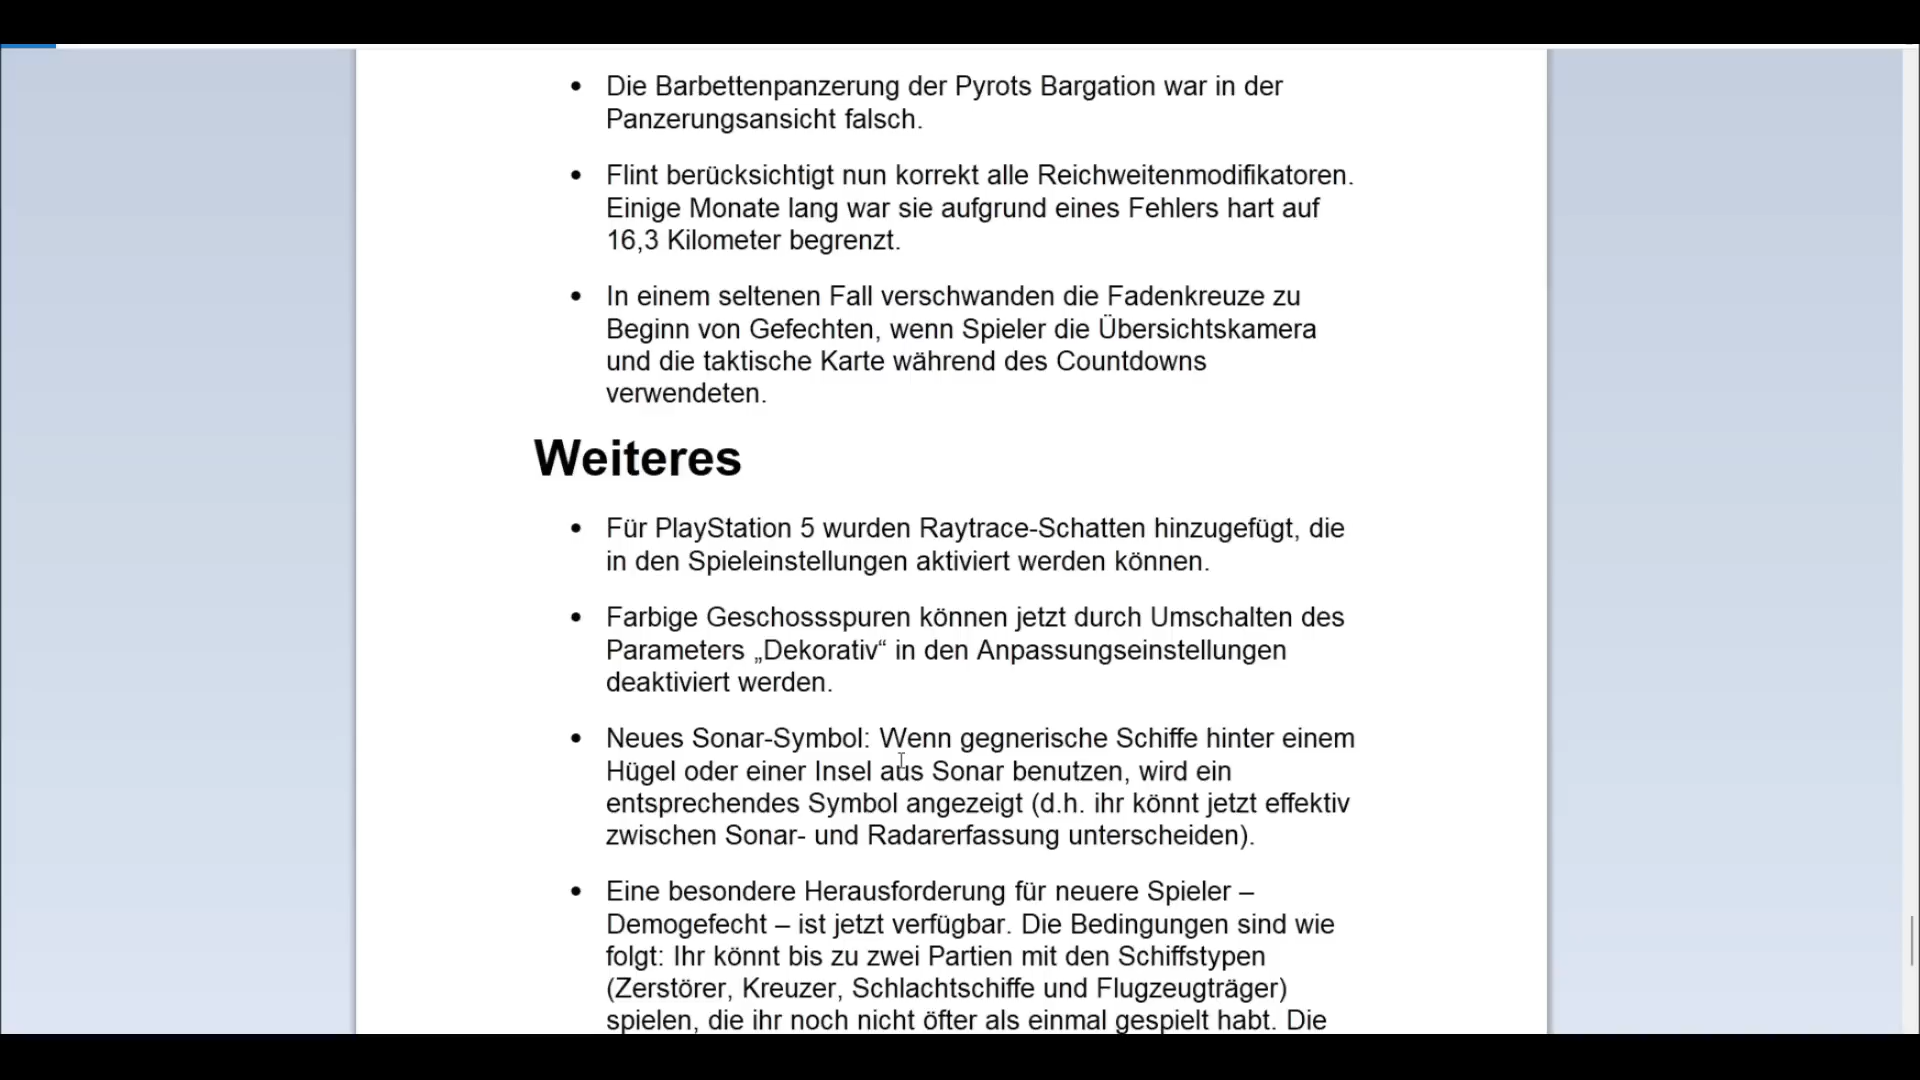 • Die Barbettenpanzerung der Pyrots Bargation war in der
Panzerungsansicht falsch.
• Flint berücksichtigt nun korrekt alle Reichweitenmodifikatoren.
Einige Monate lang war sie aufgrund eines Fehlers hart auf
16,3 Kilometer begrenzt.
• In einem seltenen Fall verschwanden die Fadenkreuze zu
Beginn von Gefechten, wenn Spieler die Übersichtskamera
und die taktische Karte während des Countdowns
verwendeten.
Weiteres
• Für PlayStation 5 wurden Raytrace-Schatten hinzugefügt, die
in den Spieleinstellungen aktiviert werden können.
• Farbige Geschossspuren können jetzt durch Umschalten des
Parameters „Dekorativ“ in den Anpassungseinstellungen
deaktiviert werden.
• Neues Sonar-Symbol: Wenn gegnerische Schiffe hinter einem
Hügel oder einer Insel aus Sonar benutzen, wird ein
entsprechendes Symbol angezeigt (d.h. ihr könnt jetzt effektiv
zwischen Sonar- und Radarerfassung unterscheiden).
• Eine besondere Herausforderung für neuere Spieler –
Demogefecht – ist jetzt verfügbar. Die Bedingungen sind wie
folgt: Ihr könnt bis zu zwei Partien mit den Schiffstypen
(Zerstörer, Kreuzer, Schlachtschiffe und Flugzeugträger)
spielen, die ihr noch nicht öfter als einmal gespielt habt. Die